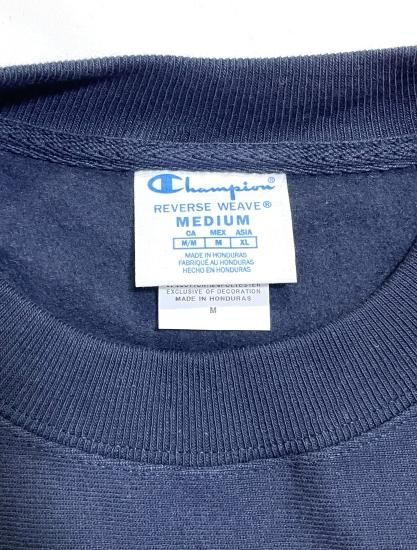 Champion®
REVERSE WEAVE®
MEDIUM
CA MEX ASIA
M/M M XL
MADE IN HONDURAS
FABRIQUÉ AU HONDURAS
HECHO EN HONDURAS
EXCLUSIVE OF DECORATION
MADE IN HONDURAS
M